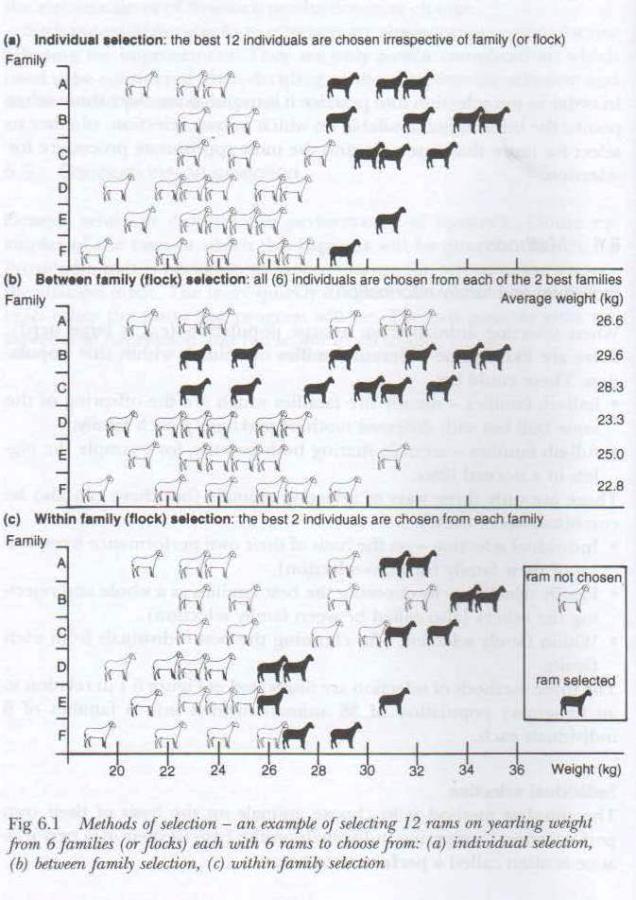 (a) Individual selection: the best 12 individuals are chosen irrespective of family (or flock)
Family
A
B
C
D
E
F
(b) Between family (flock) selection: all (6) individuals are chosen from each of the 2 best families
Family
Average weight (kg)
A 26.6
B 29.6
C 28.3
D 23.3
E 25.0
F 22.8
(c) Within family (flock) selection: the best 2 individuals are chosen from each family
Family
A
B
C
D
E
F
ram not chosen
ram selected
20 22 24 26 28 30 32 34 36 Weight (kg)
Fig 6.1 Methods of selection – an example of selecting 12 rams on yearling weight
from 6 families (or flocks) each with 6 rams to choose from: (a) individual selection,
(b) between family selection, (c) within family selection